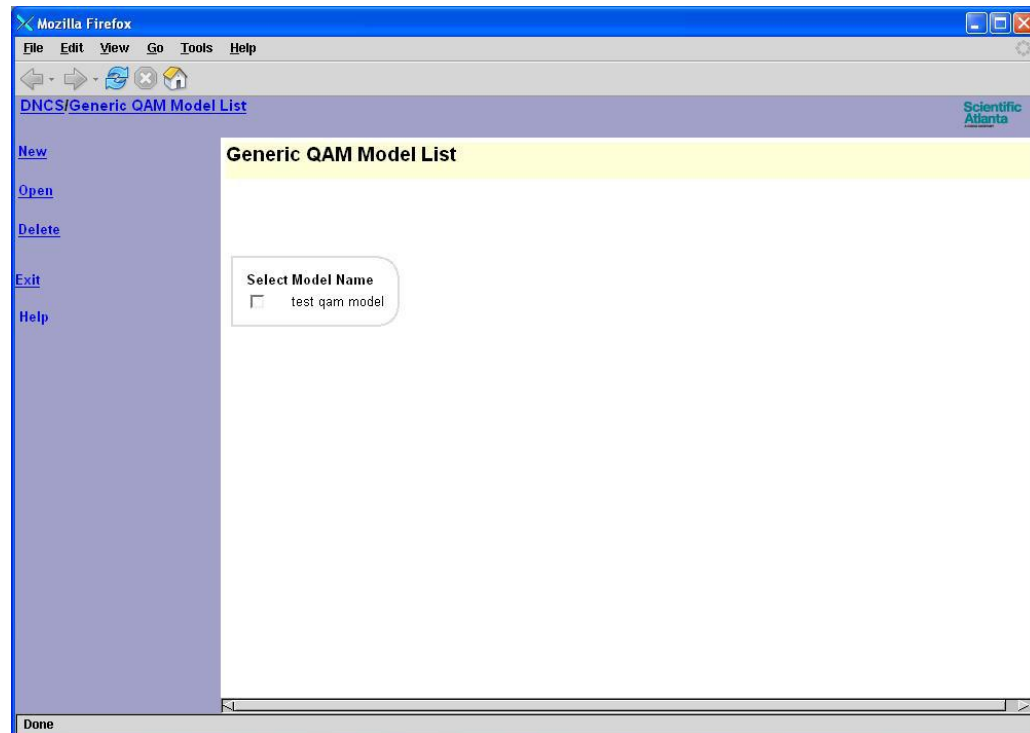 Mozilla Firefox
File Edit View Go Tools Help
DNCS/Generic QAM Model List
Scientific
Atlanta
New
Generic QAM Model List
Open
Delete
Exit
Select Model Name
test qam model
Help
Done